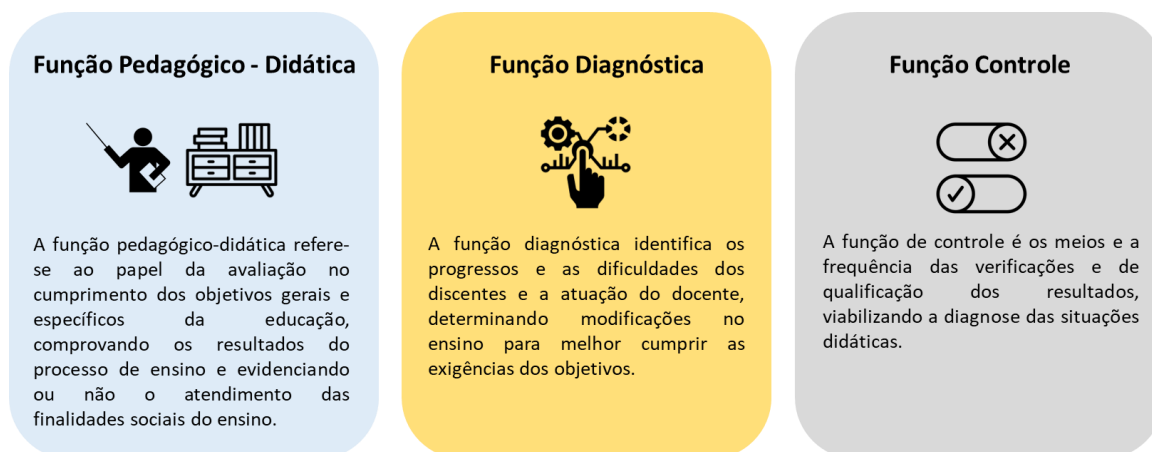 Função Pedagógico - Didática
A função pedagógico-didática refere-
se ao papel da avaliação no
cumprimento dos objetivos gerais e
específicos da educação,
comprovando os resultados do
processo de ensino e evidenciando
ou não o atendimento das
finalidades sociais do ensino.
Função Diagnóstica
A função diagnóstica identifica os
progressos e as dificuldades dos
discentes e a atuação do docente,
determinando modificações no
ensino para melhor cumprir as
exigências dos objetivos.
Função Controle
A função de controle é os meios e a
frequência das verificações e de
qualificação dos resultados,
viabilizando a diagnose das situações
didáticas.